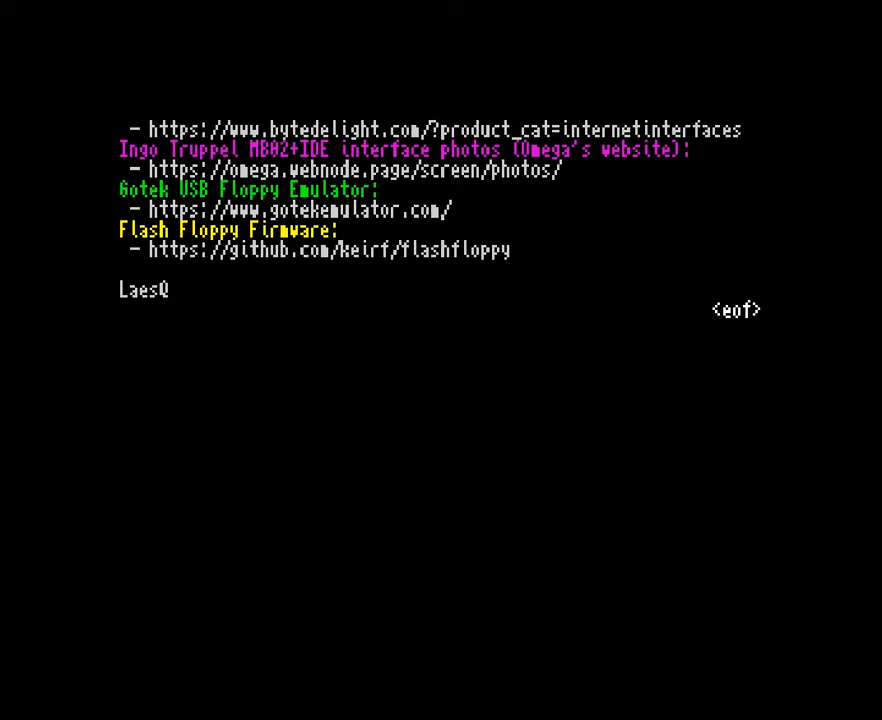 - https://www.bytedelight.com/?product_cat=internetinterfaces
Ingo Truppel MB02+IDE interface photos (Omega's website):
- https://omega.webnode.page/screen/photos/
Gotek USB Floppy Emulator:
- https://www.gotekemulator.com/
Flash Floppy Firmware:
- https://github.com/keirf/flashfloppy
LaesQ
<eof>